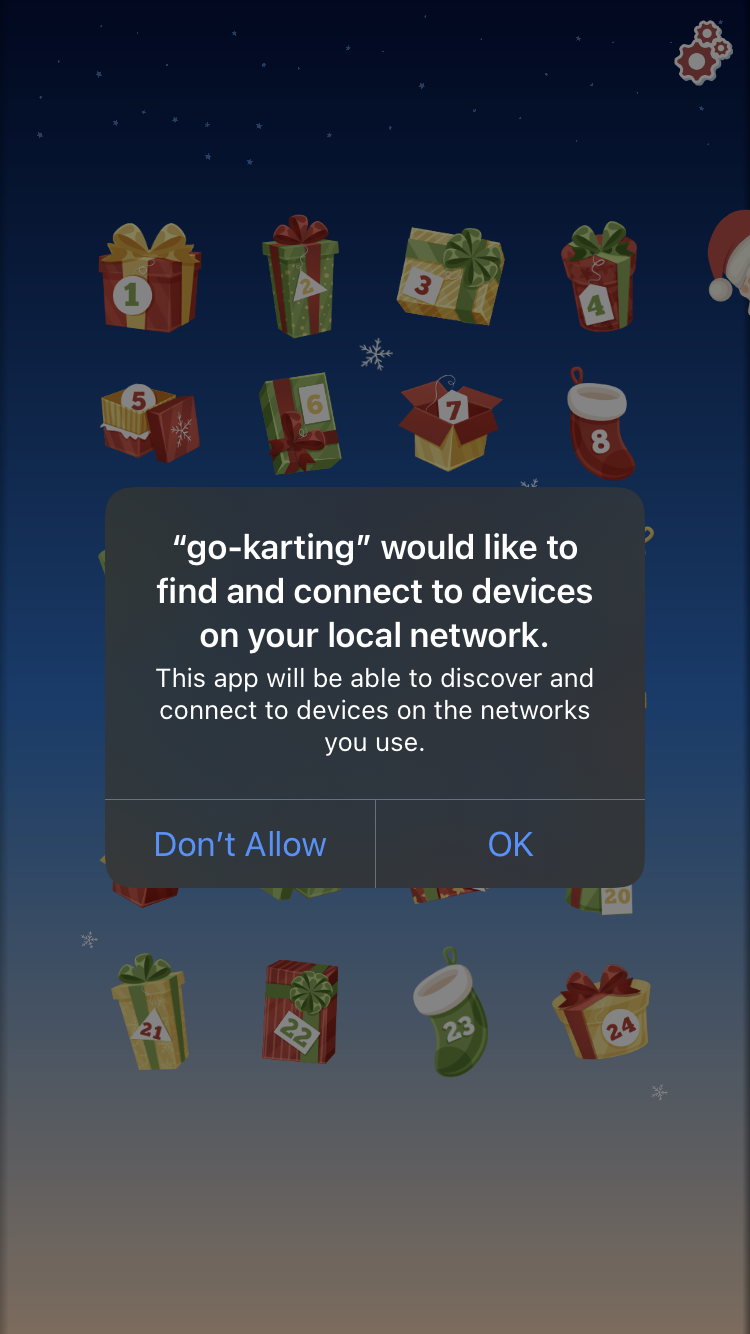 1
2
3
4
5
6
7
8
“go-karting” would like to
find and connect to devices
on your local network.
This app will be able to discover and
connect to devices on the networks
you use.
Don’t Allow
OK
20
21
22
23
24